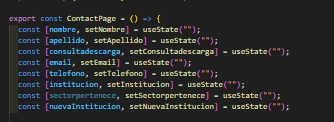 export const ContactPage = () => {
const [nombre, setNombre] = useState("");
const [apellido, setApellido] = useState("");
const [consultadescarga, setConsultadescarga] = useState("");
const [email, setEmail] = useState("");
const [telefono, setTelefono] = useState("");
const [institucion, setInstitucion] = useState("");
const [sectorpertenece, setSectorpertenece] = useState("");
const [nuevaInstitucion, setNuevaInstitucion] = useState("");